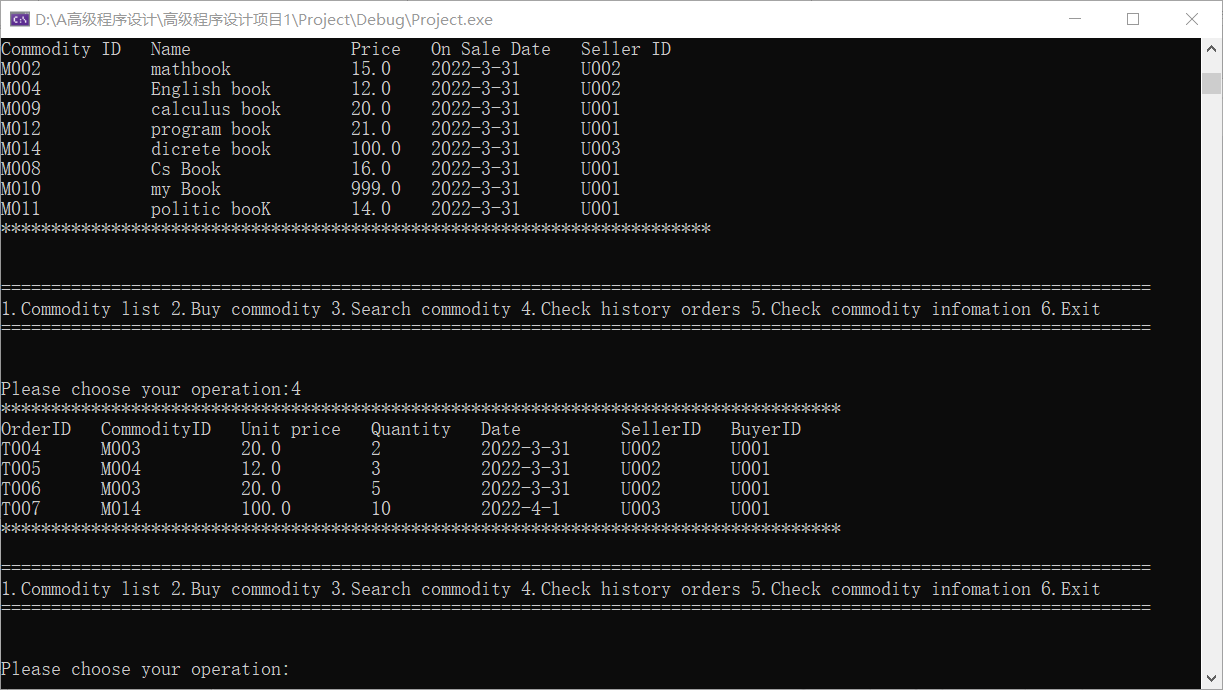 D:\A高级程序设计\高级程序设计项目1\Project\Debug\Project.exe
Commodity ID   Name                Price   On Sale Date   Seller ID
M002           mathbook            15.0    2022-3-31      U002
M004           English book        12.0    2022-3-31      U002
M009           calculus book       20.0    2022-3-31      U001
M012           program book        21.0    2022-3-31      U001
M014           dicrete book        100.0   2022-3-31      U003
M008           Cs Book             16.0    2022-3-31      U001
M010           my Book             999.0   2022-3-31      U001
M011           politic booK        14.0    2022-3-31      U001
***********************************************************************
===================================================================================================================
1.Commodity list 2.Buy commodity 3.Search commodity 4.Check history orders 5.Check commodity infomation 6.Exit
===================================================================================================================
Please choose your operation:4
************************************************************************************
OrderID   CommodityID   Unit price   Quantity   Date          SellerID   BuyerID
T004      M003          20.0         2          2022-3-31     U002       U001
T005      M004          12.0         3          2022-3-31     U002       U001
T006      M003          20.0         5          2022-3-31     U002       U001
T007      M014          100.0        10         2022-4-1      U003       U001
************************************************************************************
===================================================================================================================
1.Commodity list 2.Buy commodity 3.Search commodity 4.Check history orders 5.Check commodity infomation 6.Exit
===================================================================================================================
Please choose your operation: